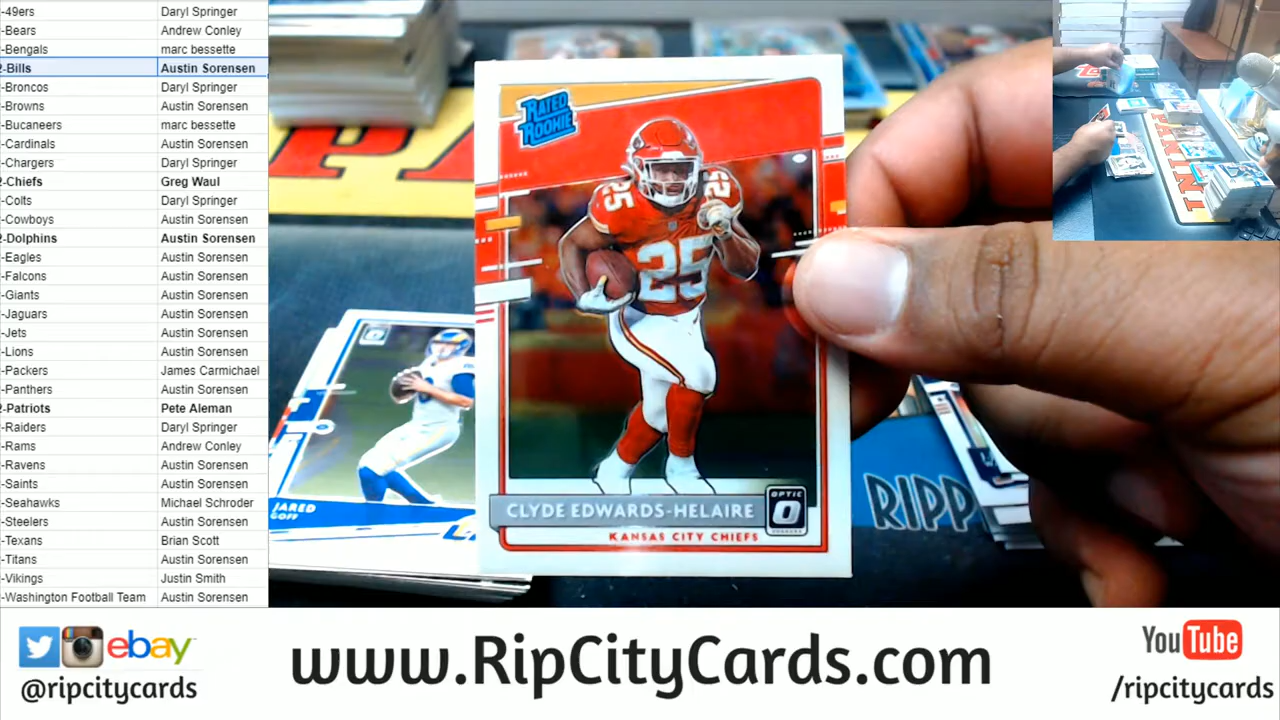 -49ers Daryl Springer
-Bears Andrew Conley
-Bengals marc bessette
2-Bills Austin Sorensen
-Broncos Daryl Springer
-Browns Austin Sorensen
-Bucaneers marc bessette
-Cardinals Austin Sorensen
-Chargers Daryl Springer
2-Chiefs Greg Waul
-Colts Daryl Springer
-Cowboys Austin Sorensen
2-Dolphins Austin Sorensen
-Eagles Austin Sorensen
-Falcons Austin Sorensen
-Giants Austin Sorensen
-Jaguars Austin Sorensen
-Jets Austin Sorensen
-Lions Austin Sorensen
-Packers James Carmichael
-Panthers Austin Sorensen
2-Patriots Pete Aleman
-Raiders Daryl Springer
-Rams Andrew Conley
-Ravens Austin Sorensen
-Saints Austin Sorensen
-Seahawks Michael Schroder
-Steelers Austin Sorensen
-Texans Brian Scott
-Titans Austin Sorensen
-Vikings Justin Smith
-Washington Football Team Austin Sorensen
RATED
ROOKIE
25
25
25
CLYDE EDWARDS-HELAIRE
OPTIC
KANSAS CITY CHIEFS
JARED
GOFF
RIPP
PANINI
ebay
@ripcitycards
www.RipCityCards.com
YouTube
/ripcitycards